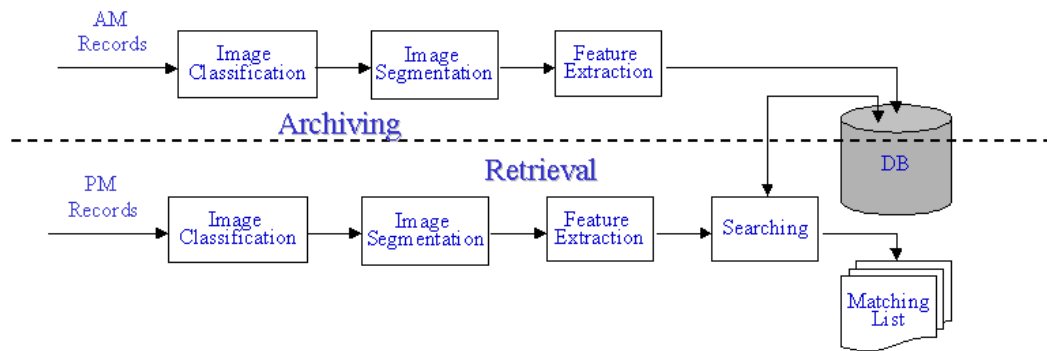 AM
Records
Image
Classification
Image
Segmentation
Feature
Extraction
Archiving
DB
Retrieval
PM
Records
Image
Classification
Image
Segmentation
Feature
Extraction
Searching
Matching
List